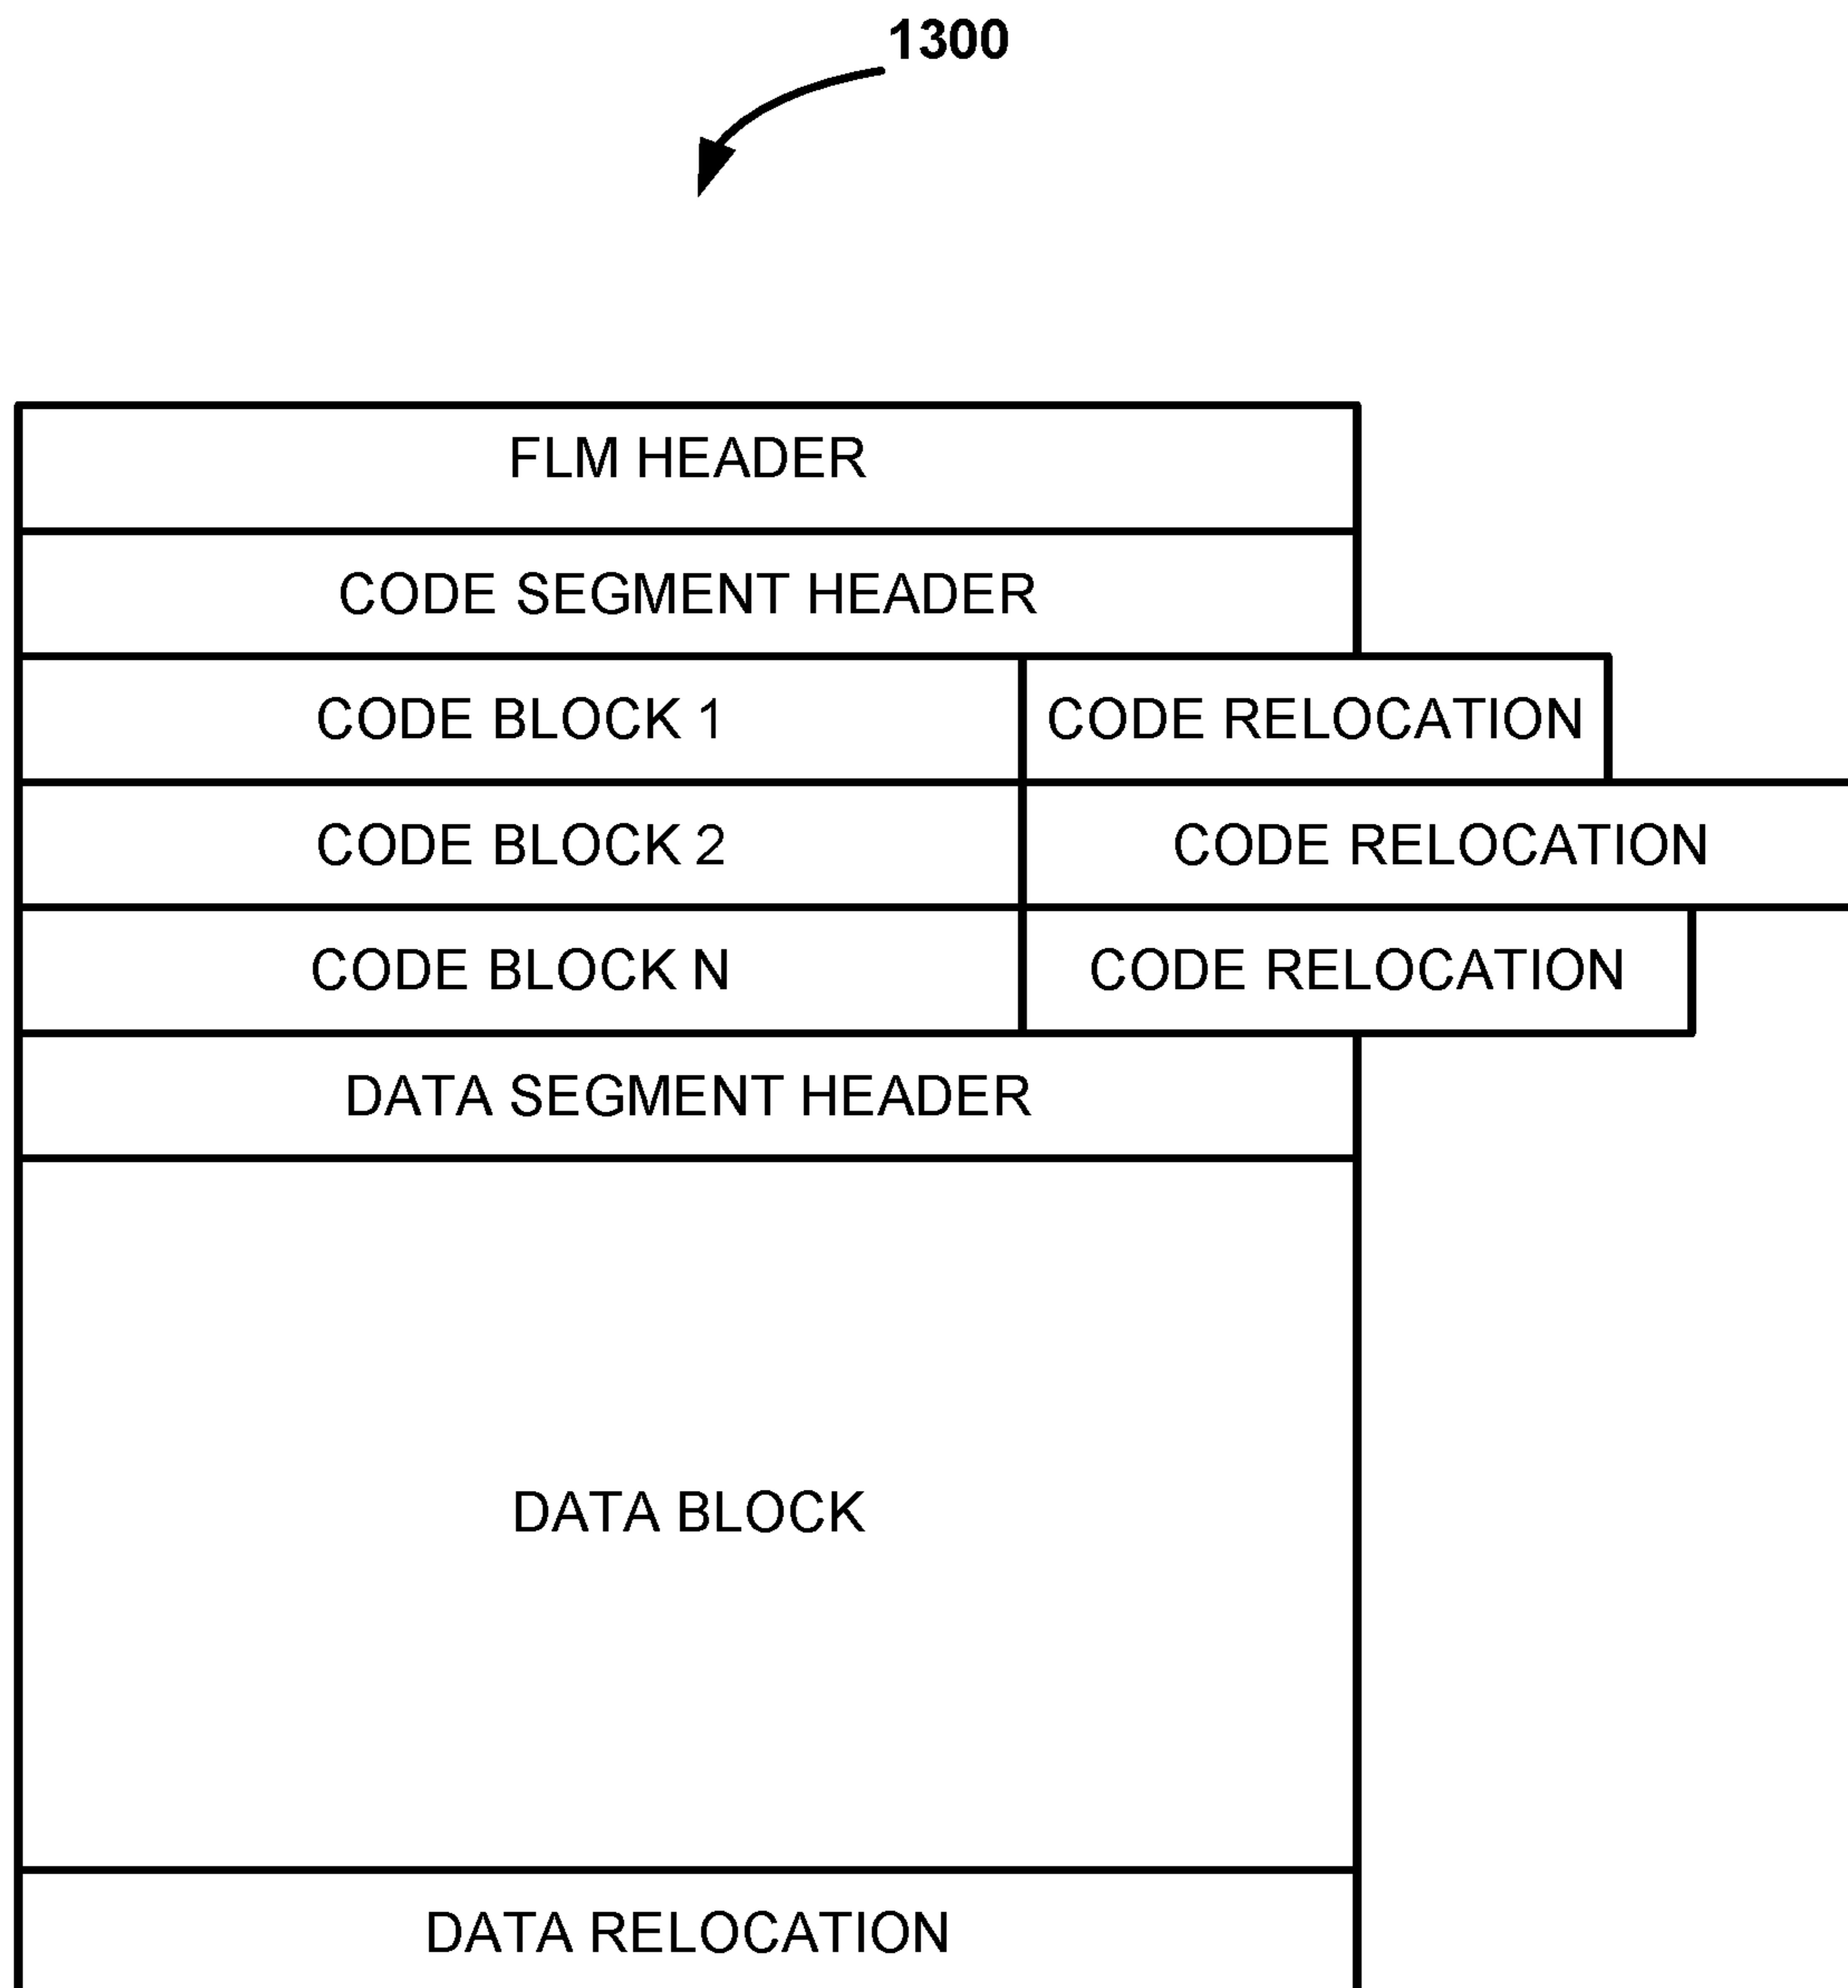 1300
FLM HEADER
CODE SEGMENT HEADER
CODE BLOCK 1 CODE RELOCATION
CODE BLOCK 2 CODE RELOCATION
CODE BLOCK N CODE RELOCATION
DATA SEGMENT HEADER
DATA BLOCK
DATA RELOCATION